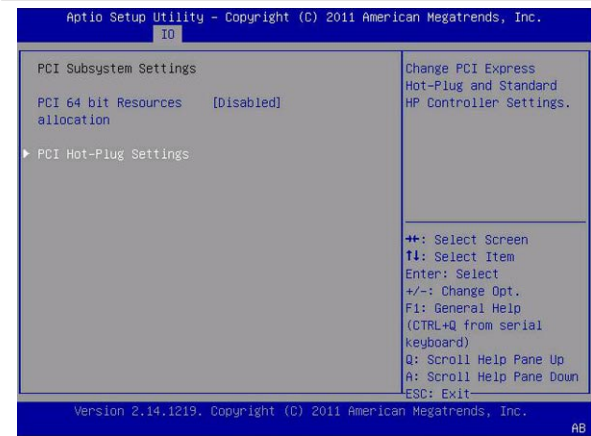 Aptio Setup Utility - Copyright (C) 2011 American Megatrends, Inc.
IO
PCI Subsystem Settings
PCI 64 bit Resources [Disabled]
allocation
PCI Hot-Plug Settings
Change PCI Express
Hot-Plug and Standard
HP Controller Settings.
→←: Select Screen
↑↓: Select Item
Enter: Select
+/-: Change Opt.
F1: General Help
(CTRL+Q from serial
keyboard)
Q: Scroll Help Pane Up
A: Scroll Help Pane Down
ESC: Exit
Version 2.14.1219. Copyright (C) 2011 American Megatrends, Inc.
AB